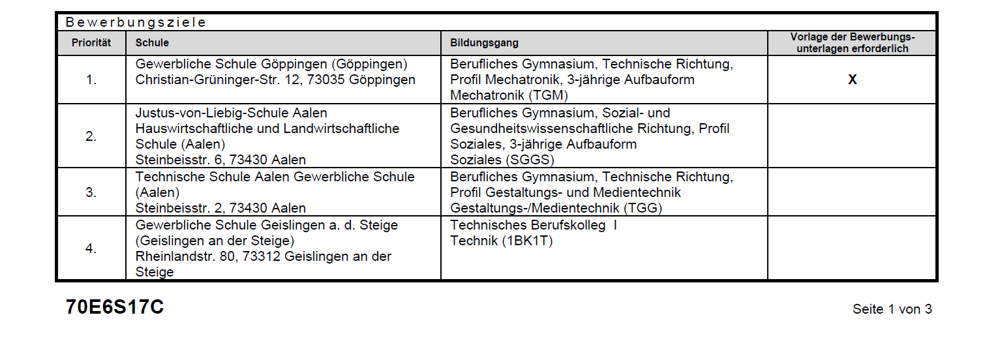 Bewerbungsziele
Priorität Schule Bildungsgang Vorlage der Bewerbungs-
unterlagen erforderlich
1.
Gewerbliche Schule Göppingen (Göppingen)
Christian-Grüninger-Str. 12, 73035 Göppingen
Berufliches Gymnasium, Technische Richtung,
Profil Mechatronik, 3-jährige Aufbauform
Mechatronik (TGM)
X
2.
Justus-von-Liebig-Schule Aalen
Hauswirtschaftliche und Landwirtschaftliche
Schule (Aalen)
Steinbeisstr. 6, 73430 Aalen
Berufliches Gymnasium, Sozial- und
Gesundheitswissenschaftliche Richtung, Profil
Soziales, 3-jährige Aufbauform
Soziales (SGGS)
3.
Technische Schule Aalen Gewerbliche Schule
(Aalen)
Steinbeisstr. 2, 73430 Aalen
Berufliches Gymnasium, Technische Richtung,
Profil Gestaltungs- und Medientechnik
Gestaltungs-/Medientechnik (TGG)
4.
Gewerbliche Schule Geislingen a. d. Steige
(Geislingen an der Steige)
Rheinlandstr. 80, 73312 Geislingen an der
Steige
Technisches Berufskolleg I
Technik (1BK1T)
70E6S17C
Seite 1 von 3